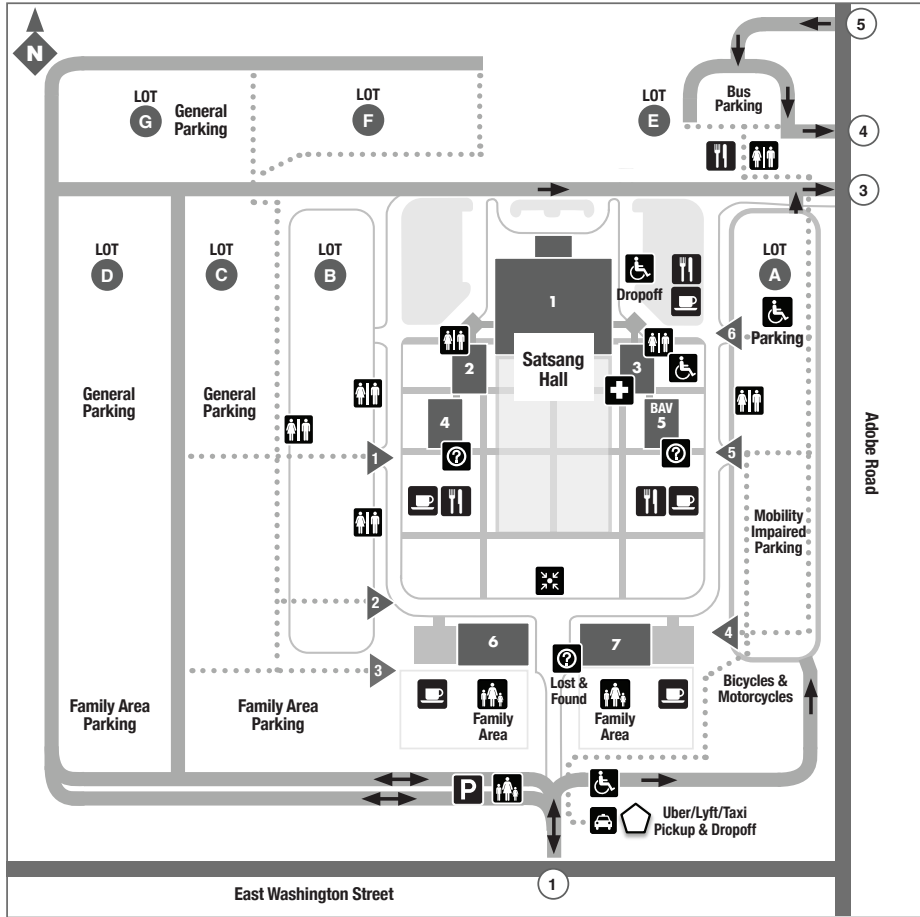 5
N
LOT
G
General
Parking
LOT
F
LOT
E
Bus
Parking
4
3
LOT
D
LOT
C
LOT
B
LOT
A
1
Dropoff
6
Parking
Satsang
Hall
2
3
General
Parking
General
Parking
4
BAV
5
1
5
Adobe Road
Mobility
Impaired
Parking
2
6
7
4
3
Lost &
Found
Bicycles &
Motorcycles
Family Area
Parking
Family Area
Parking
Family
Area
Family
Area
P
Uber/Lyft/Taxi
Pickup & Dropoff
1
East Washington Street